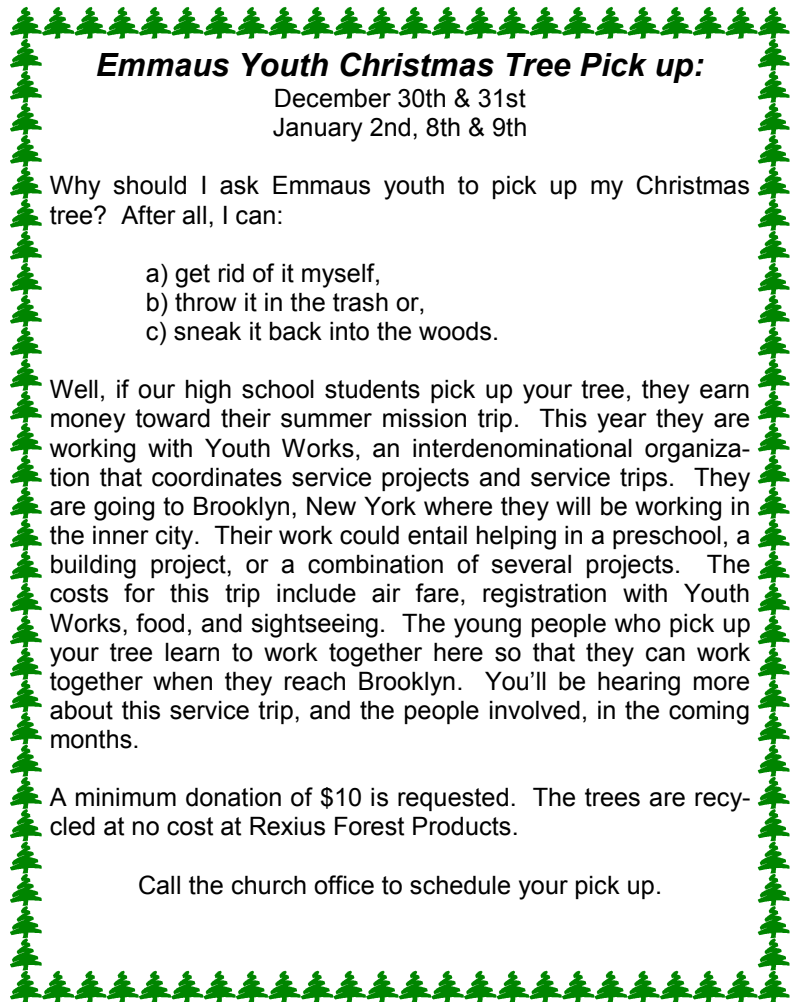 Emmaus Youth Christmas Tree Pick up:
December 30th & 31st
January 2nd, 8th & 9th
Why should I ask Emmaus youth to pick up my Christmas
tree? After all, I can:
a) get rid of it myself,
b) throw it in the trash or,
c) sneak it back into the woods.
Well, if our high school students pick up your tree, they earn
money toward their summer mission trip. This year they are
working with Youth Works, an interdenominational organiza-
tion that coordinates service projects and service trips. They
are going to Brooklyn, New York where they will be working in
the inner city. Their work could entail helping in a preschool, a
building project, or a combination of several projects. The
costs for this trip include air fare, registration with Youth
Works, food, and sightseeing. The young people who pick up
your tree learn to work together here so that they can work
together when they reach Brooklyn. You'll be hearing more
about this service trip, and the people involved, in the coming
months.
A minimum donation of $10 is requested. The trees are recy-
cled at no cost at Rexius Forest Products.
Call the church office to schedule your pick up.